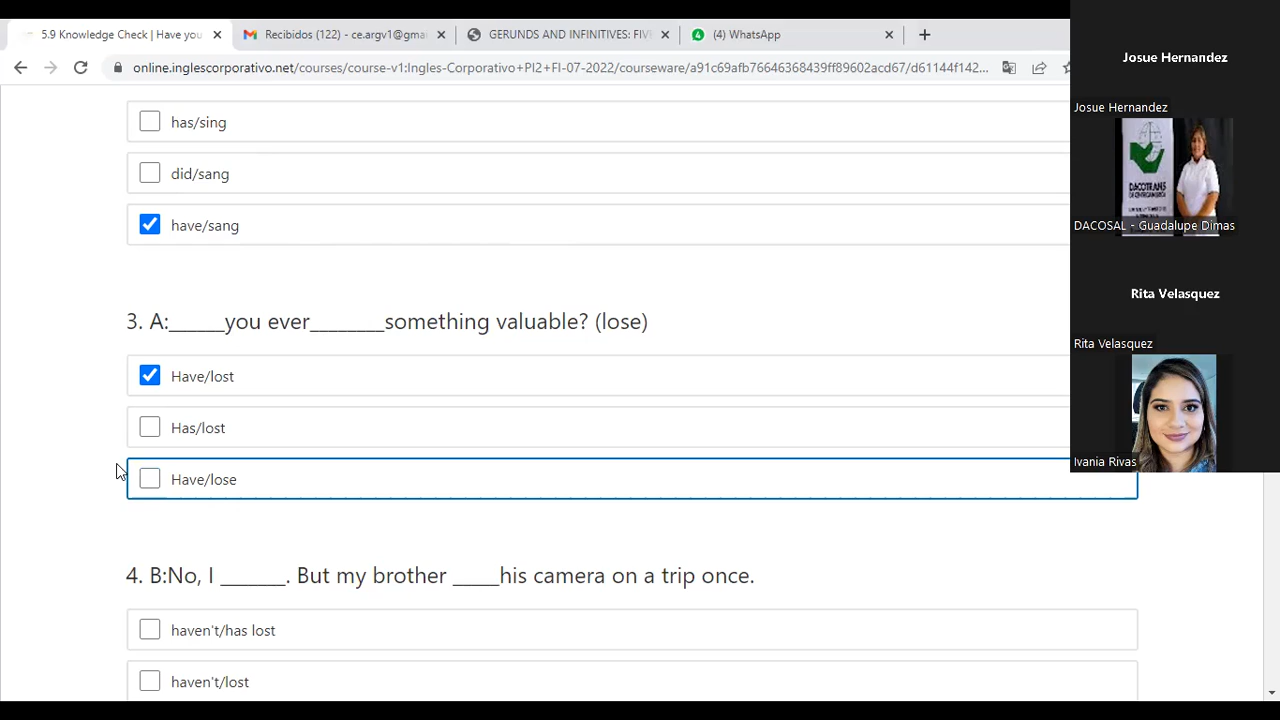 5.9 Knowledge Check | Have you
Recibidos (122) - ce.argv1@gma
GERUNDS AND INFINITIVES: FIV
4
(4) WhatsApp
online.inglescorporativo.net/courses/course-v1:Ingles-Corporativo+PI2+FI-07-2022/courseware/a91c69afb76646368439ff89602acd67/d61144f142...
has/sing
did/sang
have/sang
3. A:______you ever________something valuable? (lose)
Have/lost
Has/lost
Have/lose
4. B:No, I _______. But my brother _____his camera on a trip once.
haven't/has lost
haven't/lost
Josue Hernandez
Josue Hernandez
DACOTRANS
DACOSAL - Guadalupe Dimas
Rita Velasquez
Rita Velasquez
Ivania Rivas